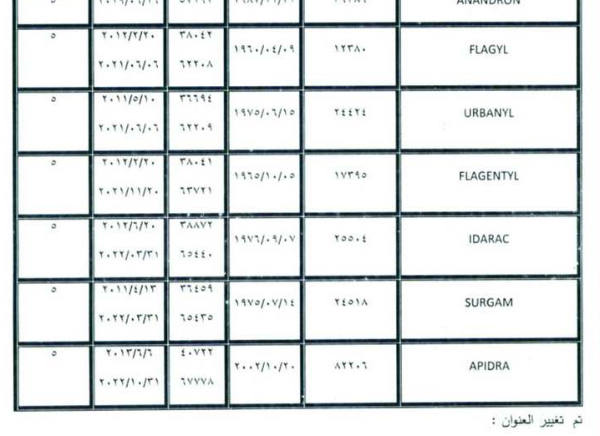 ANANDRON
FLAGYL ١٢٣٨٠ ١٩٦٠/٠٤/٠٩ ٣٨٠٤٢ ٢٠١٢/٢/٢٠ ٥
٦٢٢٠٨ ٢٠٢١/٠٦/٠٦
URBANYL ٢٤٤٢٤ ١٩٧٥/٠٦/١٥ ٣٦٦٩٤ ٢٠١١/٥/١٠ ٥
٦٢٢٠٩ ٢٠٢١/٠٦/٠٦
FLAGENTYL ١٧٣٩٥ ١٩٦٥/١٠/٠٥ ٣٨٠٤١ ٢٠١٢/٢/٢٠ ٥
٦٣٧٢١ ٢٠٢١/١١/٢٠
IDARAC ٢٥٥٠٤ ١٩٧٦/٠٩/٠٧ ٣٨٨٧٢ ٢٠١٢/٦/٢٠ ٥
٦٥٤٤٠ ٢٠٢٢/٠٣/٣١
SURGAM ٢٤٥١٨ ١٩٧٥/٠٧/١٤ ٣٦٤٥٩ ٢٠١١/٤/١٣ ٥
٦٥٤٣٥ ٢٠٢٢/٠٣/٣١
APIDRA ٨٢٢٠٦ ٢٠٠٢/١٠/٢٠ ٤٠٧٢٢ ٢٠١٣/٦/٦ ٥
٦٧٧٧٨ ٢٠٢٢/١٠/٣١
تم تغيير العنوان :